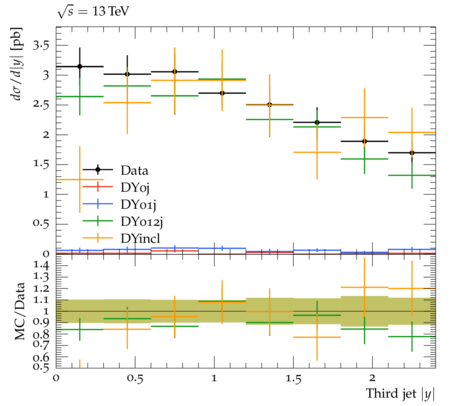 √s = 13 TeV
dσ/d|y| [pb]
3.5
3
2.5
2
1.5
1
0.5
0
Data
DY0j
DY01j
DY012j
DYincl
MC/Data
1.4
1.3
1.2
1.1
1
0.9
0.8
0.7
0.6
0.5
0 0.5 1 1.5 2
Third jet |y|